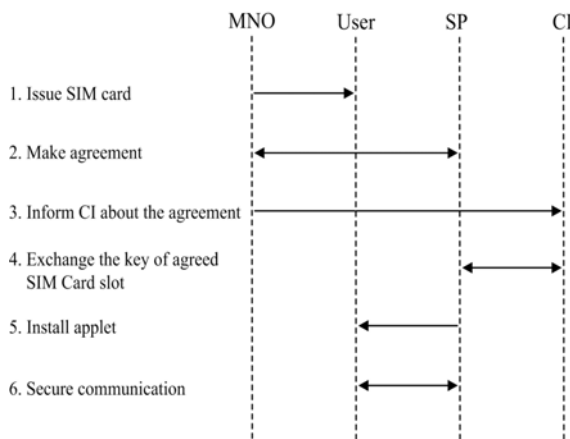 MNO User SP CI
1. Issue SIM card
2. Make agreement
3. Inform CI about the agreement
4. Exchange the key of agreed
SIM Card slot
5. Install applet
6. Secure communication